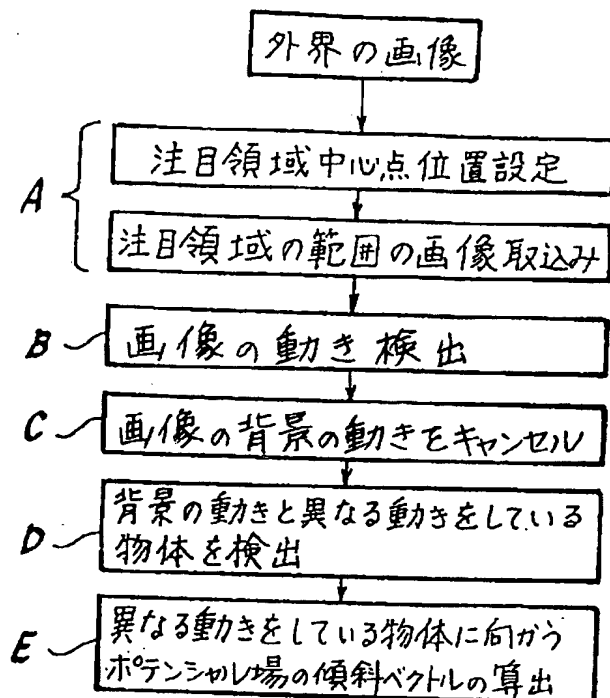 外界の画像
A
注目領域中心点位置設定
注目領域の範囲の画像取込み
B
画像の動き検出
C
画像の背景の動きをキャンセル
D
背景の動きと異なる動きをしている
物体を検出
E
異なる動きをしている物体に向かう
ポテンシャル場の傾斜ベクトルの算出